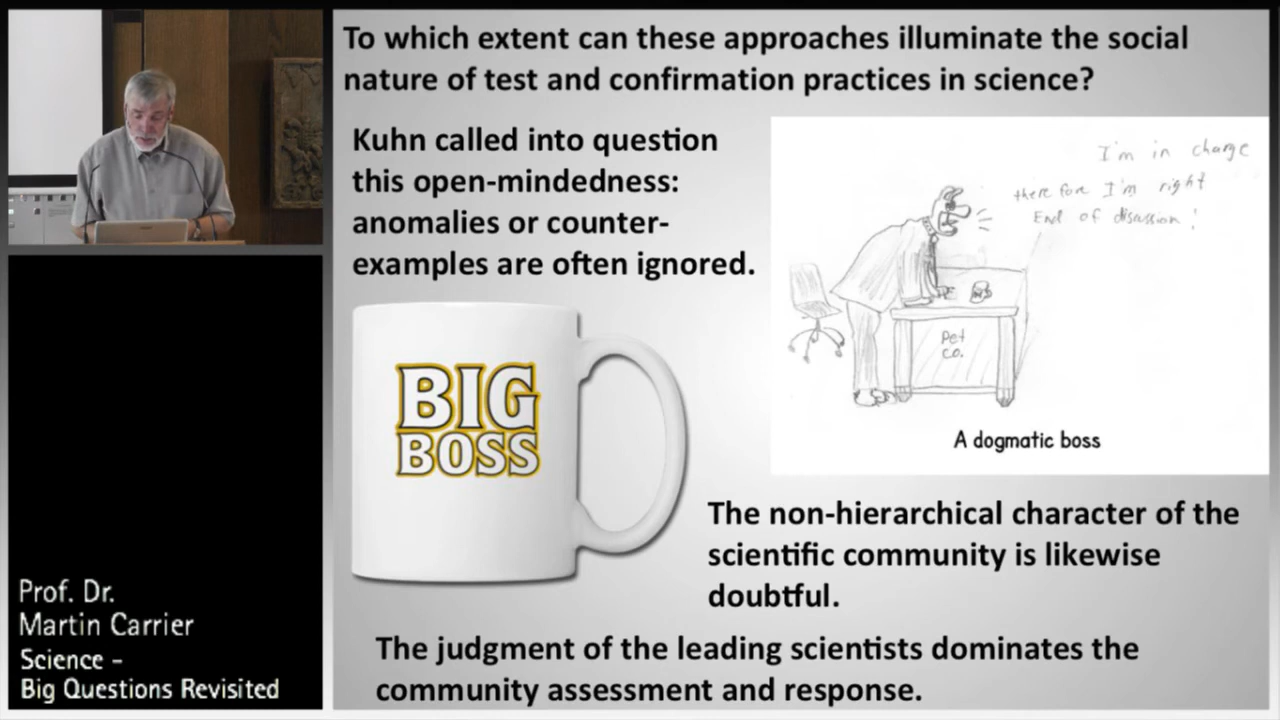 To which extent can these approaches illuminate the social
nature of test and confirmation practices in science?
Kuhn called into question
this open-mindedness:
anomalies or counter-
examples are often ignored.
I'm in charge
therefore I'm right
End of discussion!
Pet
Co.
A dogmatic boss
BIG
BOSS
The non-hierarchical character of the
scientific community is likewise
doubtful.
The judgment of the leading scientists dominates the
community assessment and response.
Prof. Dr.
Martin Carrier
Science –
Big Questions Revisited